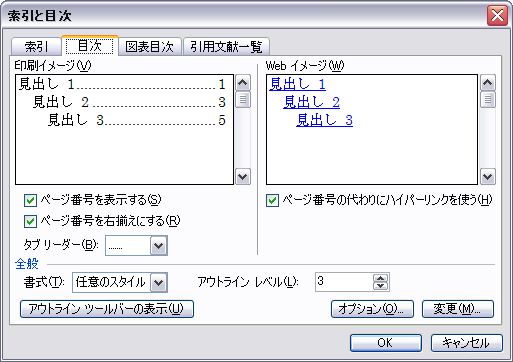 索引と目次
索引 目次 図表目次 引用文献一覧
印刷イメージ(V)
見出し 1......................................1
見出し 2..................................3
見出し 3..............................5
Web イメージ(W)
見出し 1
見出し 2
見出し 3
ページ番号を表示する(S)
ページ番号を右揃えにする(R)
タブ リーダー(B): ......
ページ番号の代わりにハイパーリンクを使う(H)
全般
書式(T): 任意のスタイル アウトライン レベル(L): 3
アウトライン ツールバーの表示(U) オプション(O)... 変更(M)...
OK キャンセル